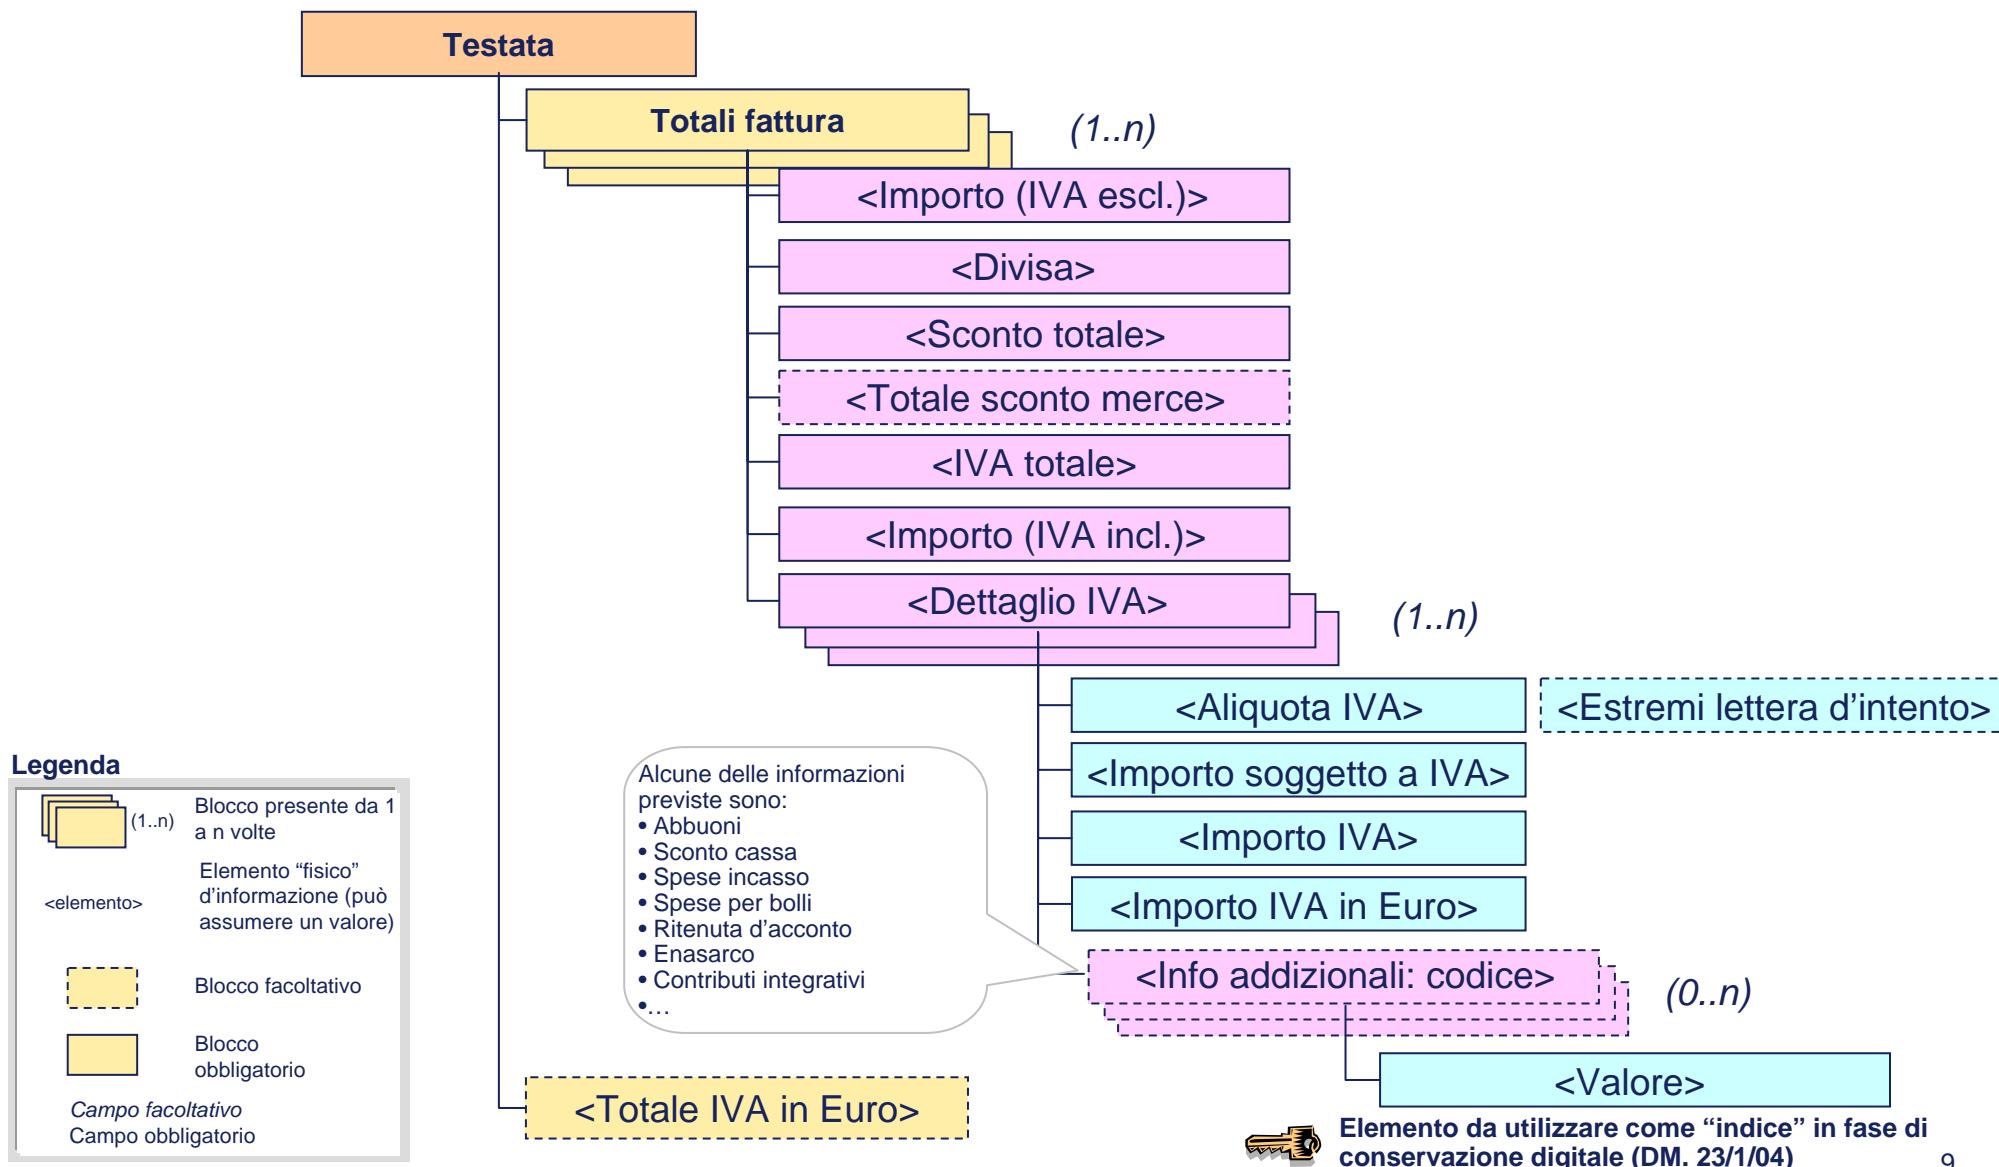 Testata
Totali fattura
(1..n)
<Importo (IVA escl.)>
<Divisa>
<Sconto totale>
<Totale sconto merce>
<IVA totale>
<Importo (IVA incl.)>
<Dettaglio IVA>
(1..n)
<Aliquota IVA>
<Estremi lettera d’intento>
<Importo soggetto a IVA>
<Importo IVA>
<Importo IVA in Euro>
<Info addizionali: codice>
(0..n)
<Valore>
Alcune delle informazioni
previste sono:
• Abbuoni
• Sconto cassa
• Spese incasso
• Spese per bolli
• Ritenuta d’acconto
• Enasarco
• Contributi integrativi
•…
<Totale IVA in Euro>
Legenda
(1..n)
Blocco presente da 1
a n volte
<elemento>
Elemento “fisico”
d’informazione (può
assumere un valore)
Blocco facoltativo
Blocco
obbligatorio
Campo facoltativo
Campo obbligatorio
Elemento da utilizzare come “indice” in fase di
conservazione digitale (DM. 23/1/04)
9